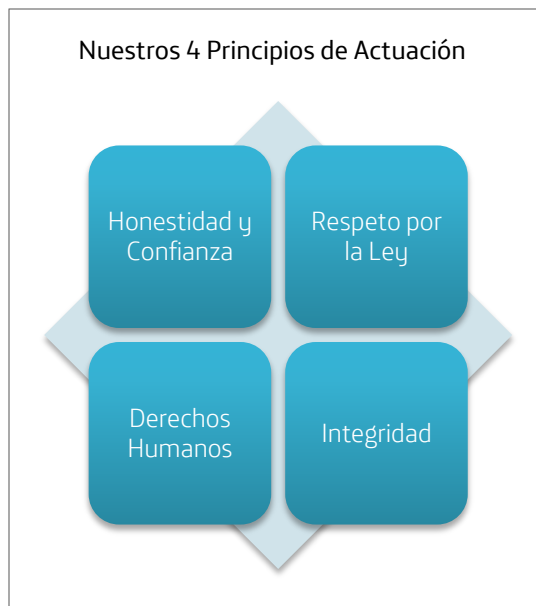 Nuestros 4 Principios de Actuación
Honestidad y
Confianza
Respeto por
la Ley
Derechos
Humanos
Integridad